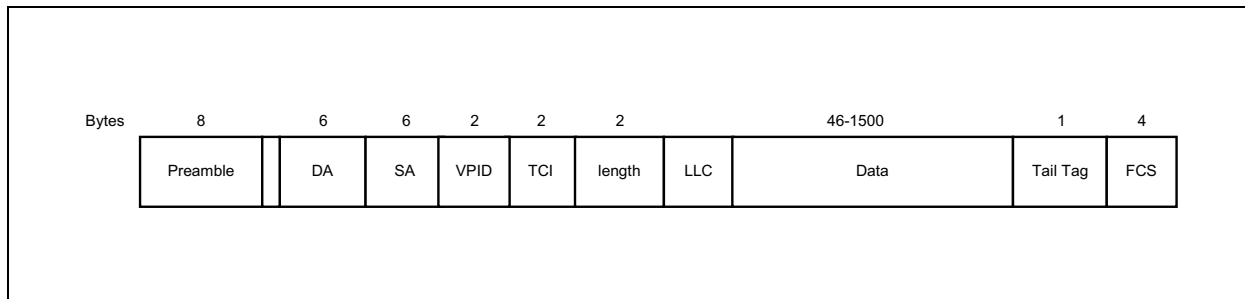 Bytes 8 6 6 2 2 2 46-1500 1 4
Preamble DA SA VPID TCI length LLC Data Tail Tag FCS